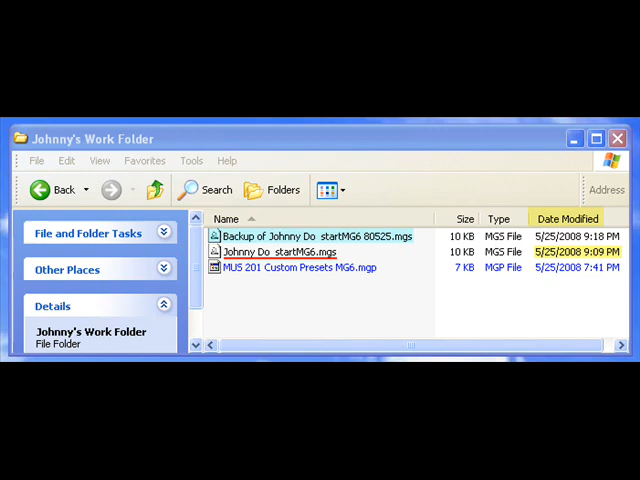 Johnny's Work Folder
File Edit View Favorites Tools Help
Back Search Folders Address
Name Size Type Date Modified
Backup of Johnny Do startMG6 80525.mgs 10 KB MGS File 5/25/2008 9:18 PM
Johnny Do startMG6.mgs 10 KB MGS File 5/25/2008 9:09 PM
MUS 201 Custom Presets MG6.mgp 7 KB MGP File 5/25/2008 7:41 PM
File and Folder Tasks
Other Places
Details
Johnny's Work Folder
File Folder